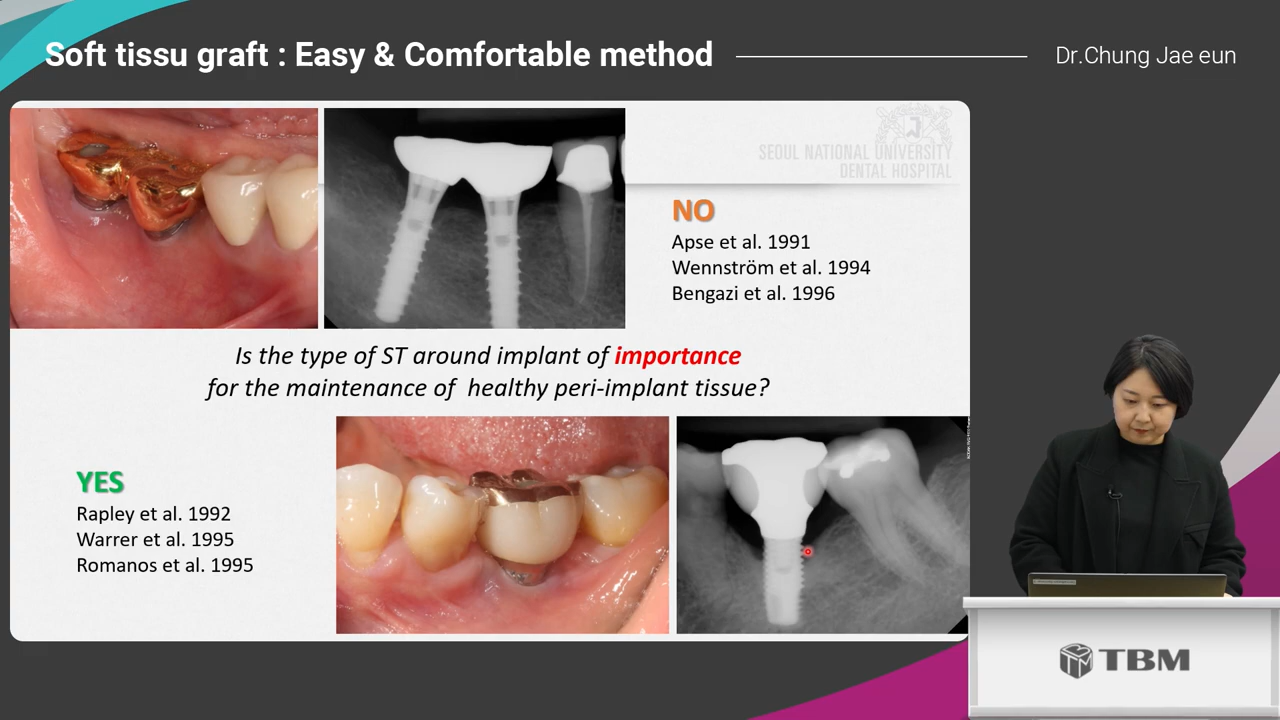 Soft tissu graft : Easy & Comfortable method
Dr.Chung Jae eun
SEOUL NATIONAL UNIVERSITY
DENTAL HOSPITAL
NO
Apse et al. 1991
Wennström et al. 1994
Bengazi et al. 1996
Is the type of ST around implant of importance
for the maintenance of healthy peri-implant tissue?
YES
Rapley et al. 1992
Warrer et al. 1995
Romanos et al. 1995
TBM